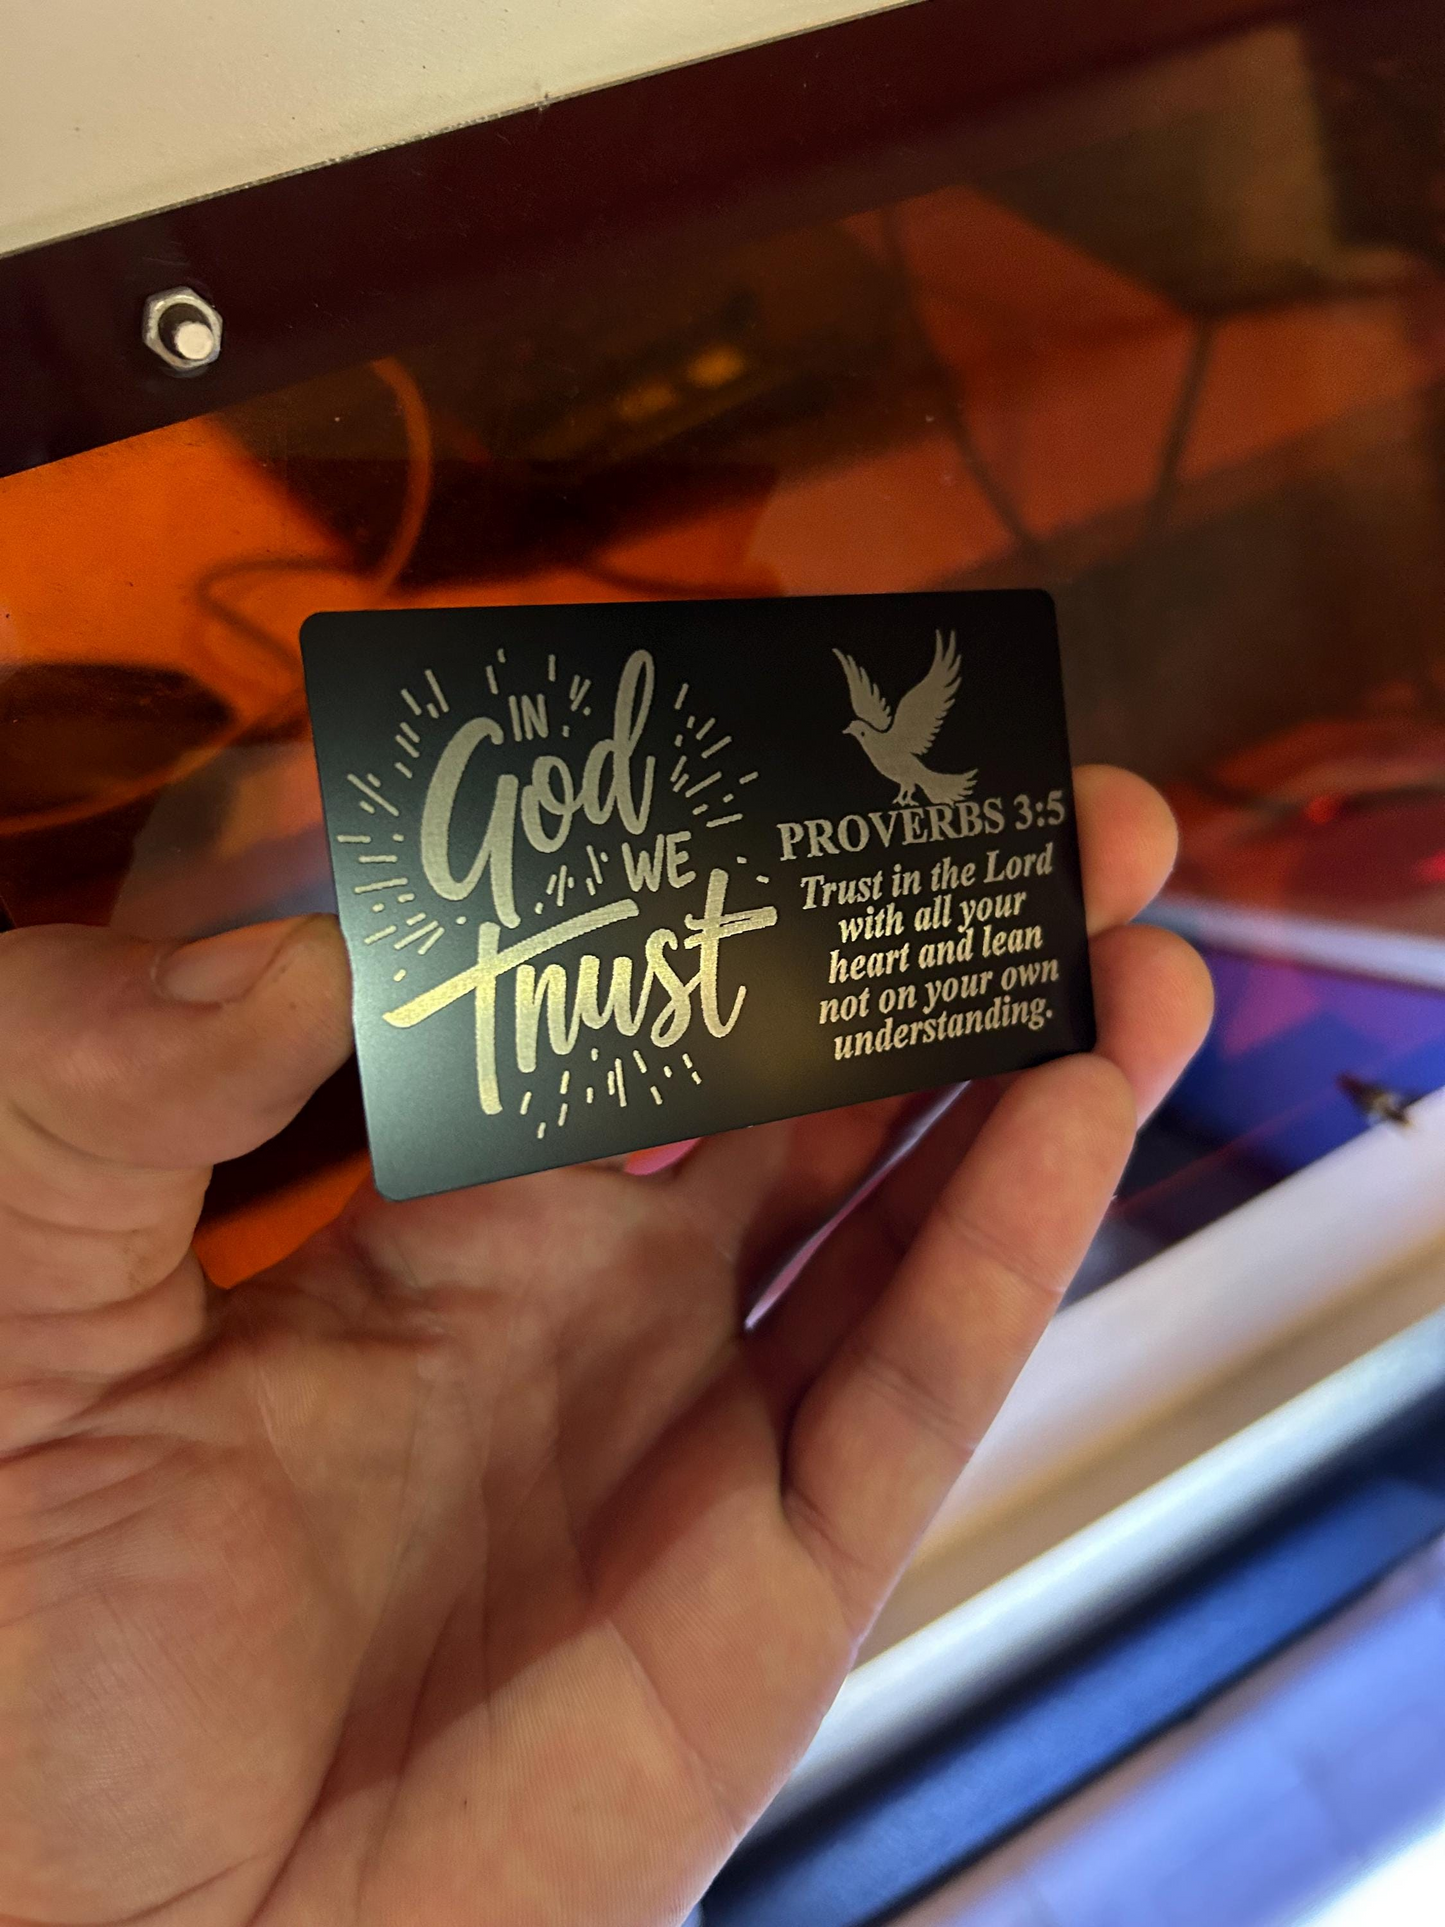 IN
God
WE
Trust
PROVERBS 3:5
Trust in the Lord
with all your
heart and lean
not on your own
understanding.